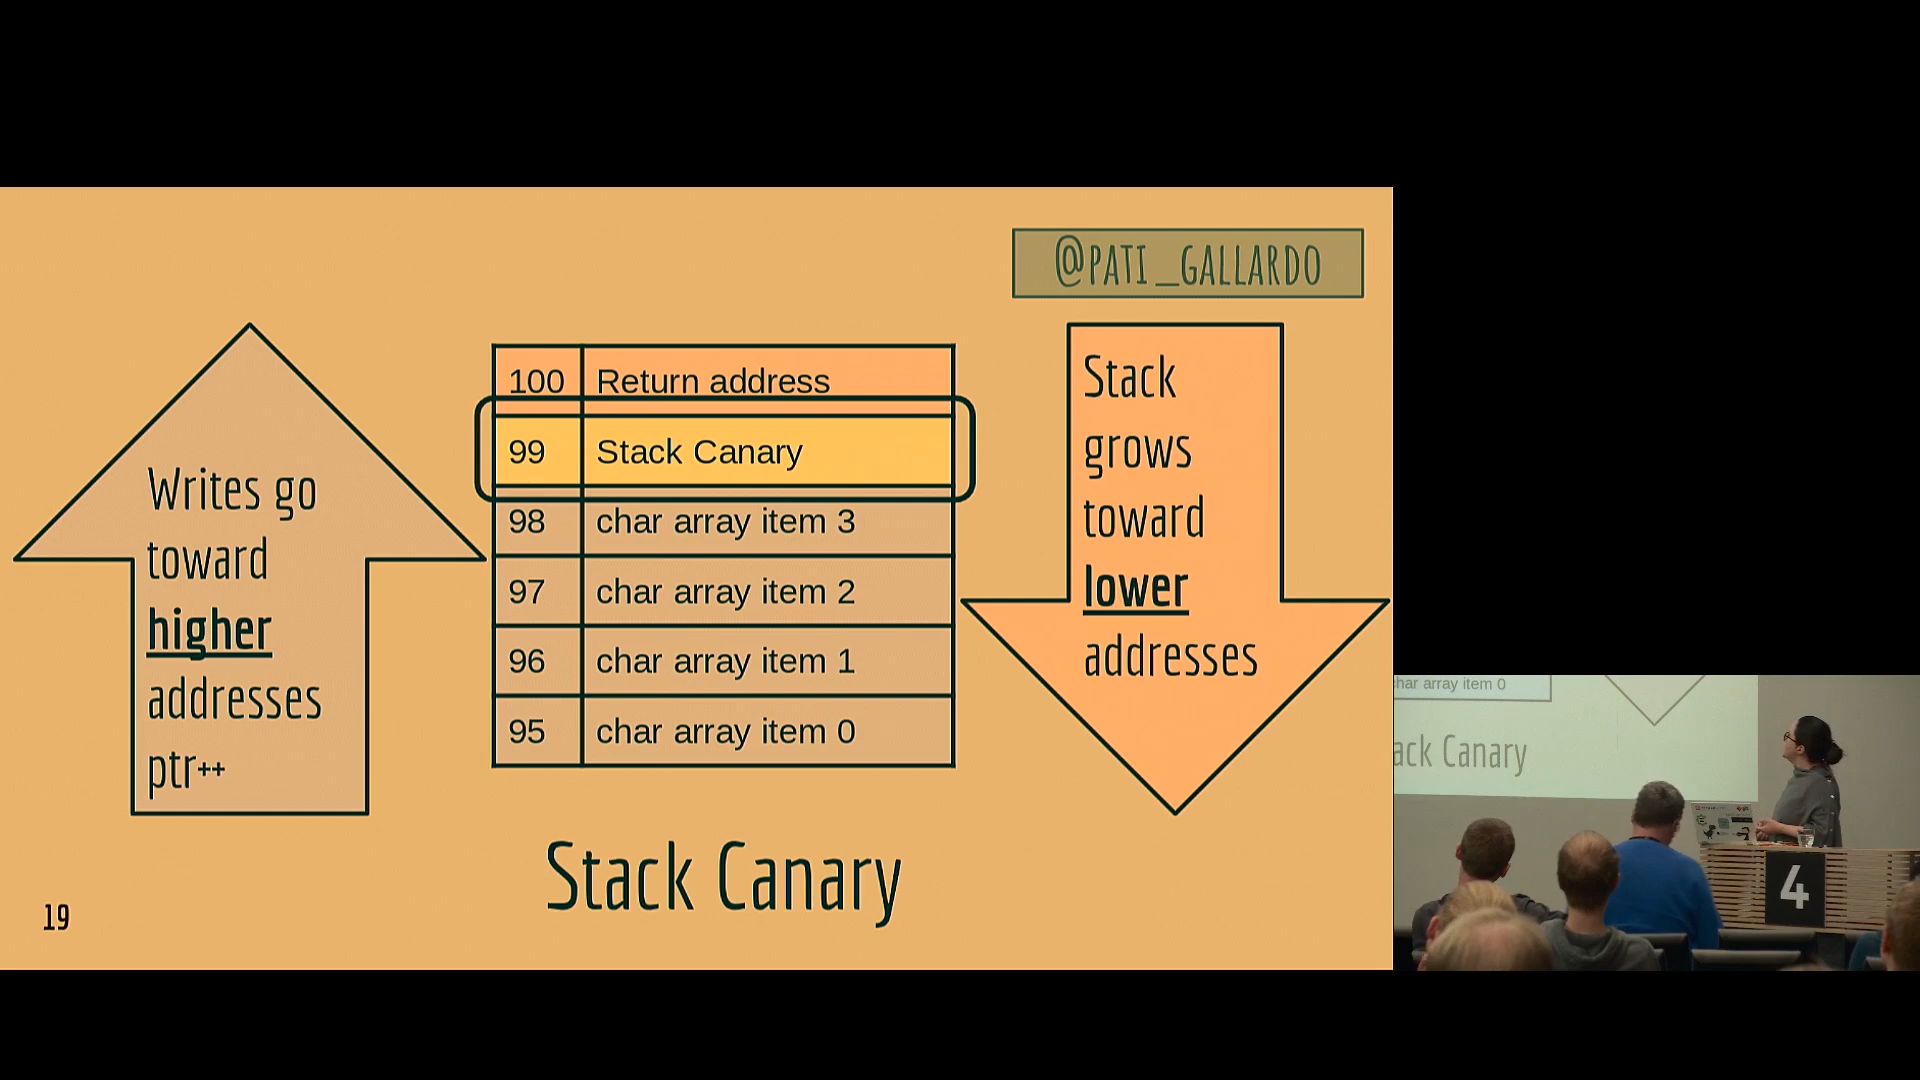 @PATI_GALLARDO
Writes go
toward
higher
addresses
ptr++
100 Return address
99 Stack Canary
98 char array item 3
97 char array item 2
96 char array item 1
95 char array item 0
Stack
grows
toward
lower
addresses
Stack Canary
19
char array item 0
ack Canary
4